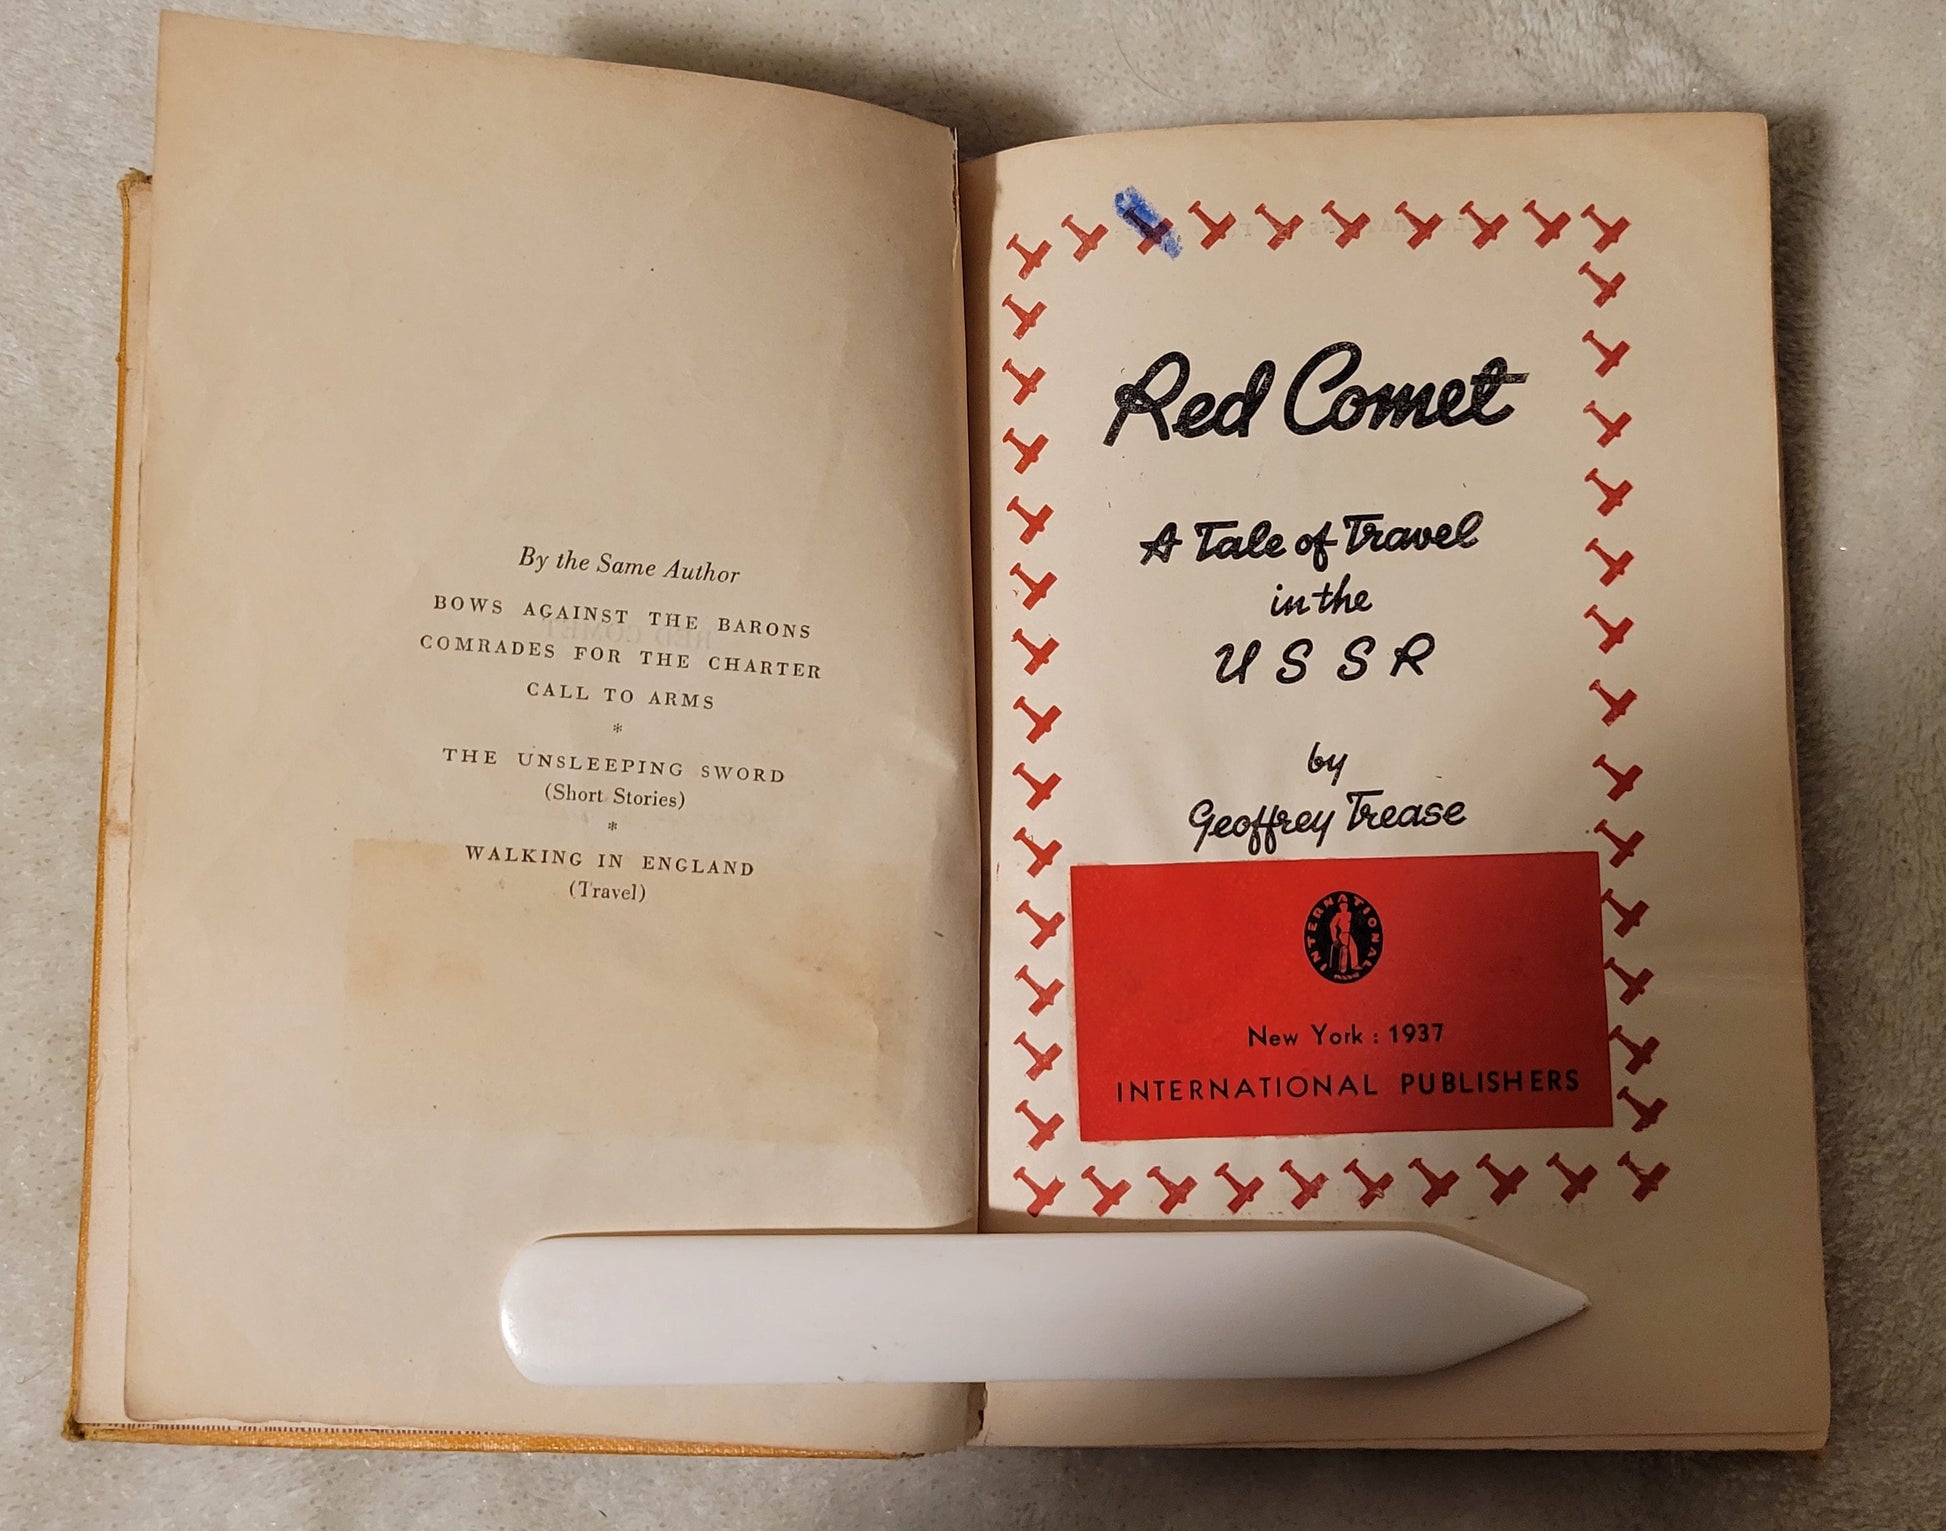 By the Same Author
BOWS AGAINST THE BARONS
COMRADES FOR THE CHARTER
CALL TO ARMS
*
THE UNSLEEPING SWORD
(Short Stories)
*
WALKING IN ENGLAND
(Travel)
Red Comet
A Tale of Travel
in the
U S S R
by
Geoffrey Trease
INTERNATIONAL
New York : 1937
INTERNATIONAL PUBLISHERS